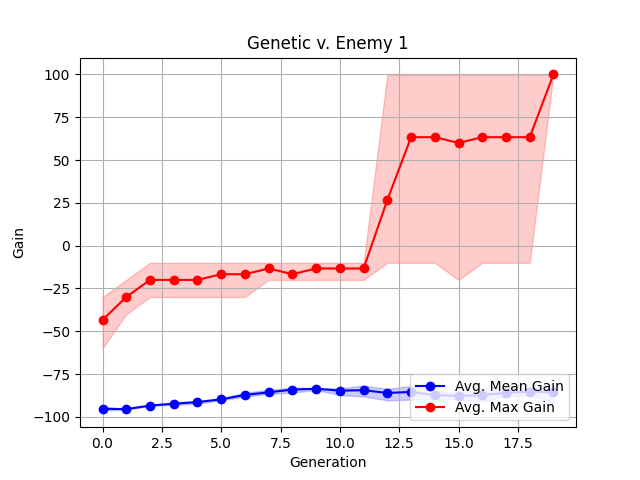 Genetic v. Enemy 1
100
75
50
25
0
−25
−50
−75
−100
Gain
0.0 2.5 5.0 7.5 10.0 12.5 15.0 17.5
Generation
Avg. Mean Gain
Avg. Max Gain